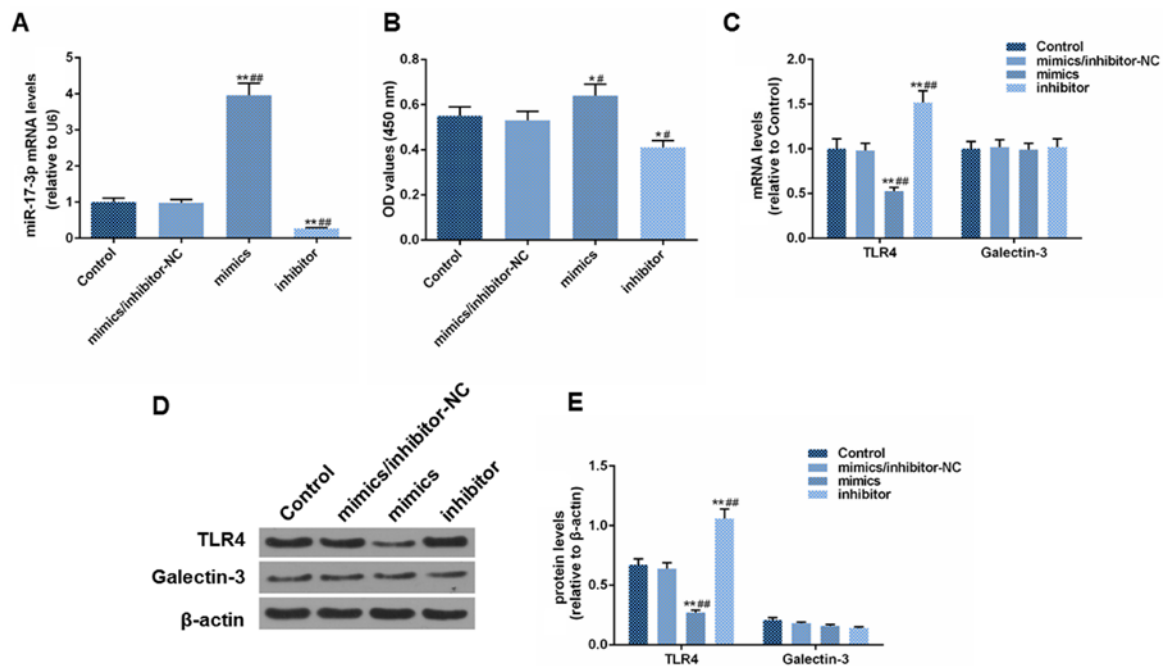 A
miR-17-3p mRNA levels
(relative to U6)
5
4
3
2
1
0
**##
**##
Control
mimics/inhibitor-NC
mimics
inhibitor
B
OD values (450 nm)
0.8
0.6
0.4
0.2
0.0
*#
*#
Control
mimics/inhibitor-NC
mimics
inhibitor
C
Control
mimics/inhibitor-NC
mimics
inhibitor
mRNA levels
(relative to Control)
2.0
1.5
1.0
0.5
0.0
**##
**##
TLR4
Galectin-3
D
Control
mimics/inhibitor-NC
mimics
inhibitor
TLR4
Galectin-3
β-actin
E
Control
mimics/inhibitor-NC
mimics
inhibitor
protein levels
(relative to β-actin)
1.5
1.0
0.5
0.0
**##
**##
TLR4
Galectin-3